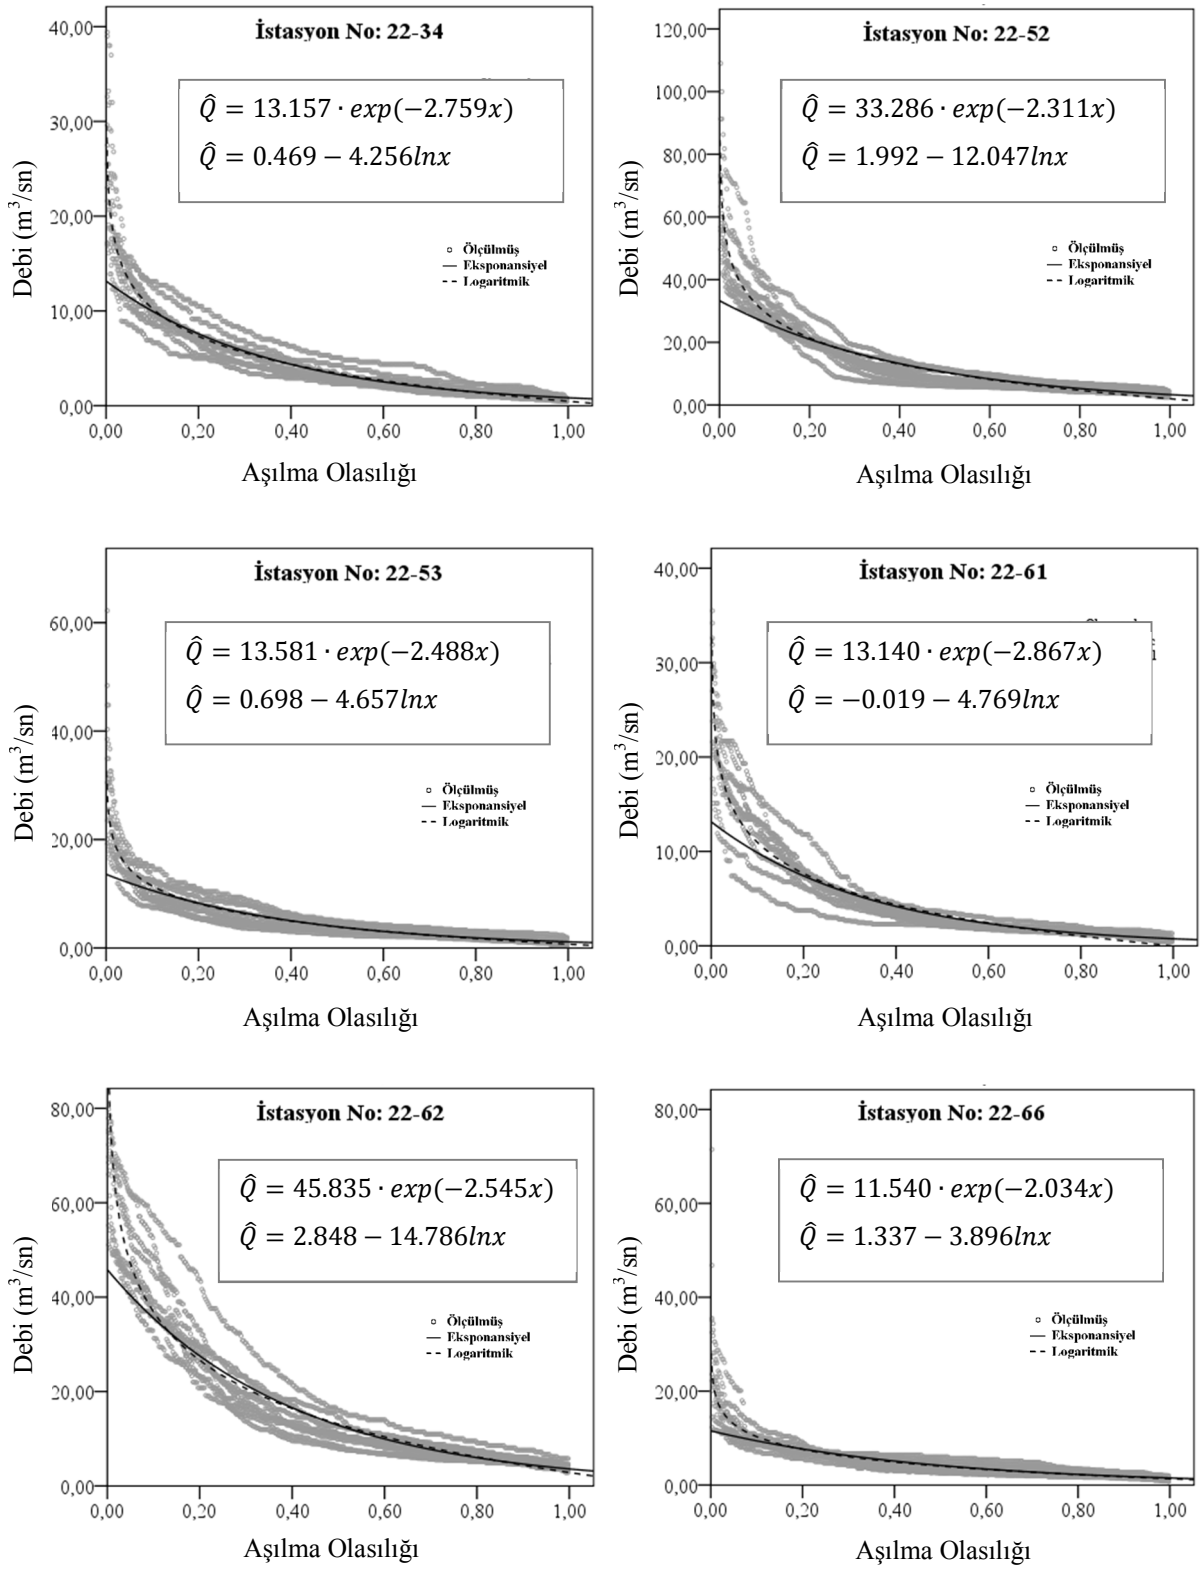 İstasyon No: 22-34
Q̂ = 13.157 · exp(−2.759x)
Q̂ = 0.469 − 4.256lnx
Ölçülmüş
Eksponansiyel
Logaritmik
Debi (m³/sn)
40,00
30,00
20,00
10,00
0,00
0,00 0,20 0,40 0,60 0,80 1,00
Aşılma Olasılığı
İstasyon No: 22-52
Q̂ = 33.286 · exp(−2.311x)
Q̂ = 1.992 − 12.047lnx
Ölçülmüş
Eksponansiyel
Logaritmik
Debi (m³/sn)
120,00
100,00
80,00
60,00
40,00
20,00
0,00
0,00 0,20 0,40 0,60 0,80 1,00
Aşılma Olasılığı
İstasyon No: 22-53
Q̂ = 13.581 · exp(−2.488x)
Q̂ = 0.698 − 4.657lnx
Ölçülmüş
Eksponansiyel
Logaritmik
Debi (m³/sn)
60,00
40,00
20,00
0,00
0,00 0,20 0,40 0,60 0,80 1,00
Aşılma Olasılığı
İstasyon No: 22-61
Q̂ = 13.140 · exp(−2.867x)
Q̂ = −0.019 − 4.769lnx
Ölçülmüş
Eksponansiyel
Logaritmik
Debi (m³/sn)
40,00
30,00
20,00
10,00
0,00
0,00 0,20 0,40 0,60 0,80 1,00
Aşılma Olasılığı
İstasyon No: 22-62
Q̂ = 45.835 · exp(−2.545x)
Q̂ = 2.848 − 14.786lnx
Ölçülmüş
Eksponansiyel
Logaritmik
Debi (m³/sn)
80,00
60,00
40,00
20,00
0,00
0,00 0,20 0,40 0,60 0,80 1,00
Aşılma Olasılığı
İstasyon No: 22-66
Q̂ = 11.540 · exp(−2.034x)
Q̂ = 1.337 − 3.896lnx
Ölçülmüş
Eksponansiyel
Logaritmik
Debi (m³/sn)
80,00
60,00
40,00
20,00
0,00
0,00 0,20 0,40 0,60 0,80 1,00
Aşılma Olasılığı